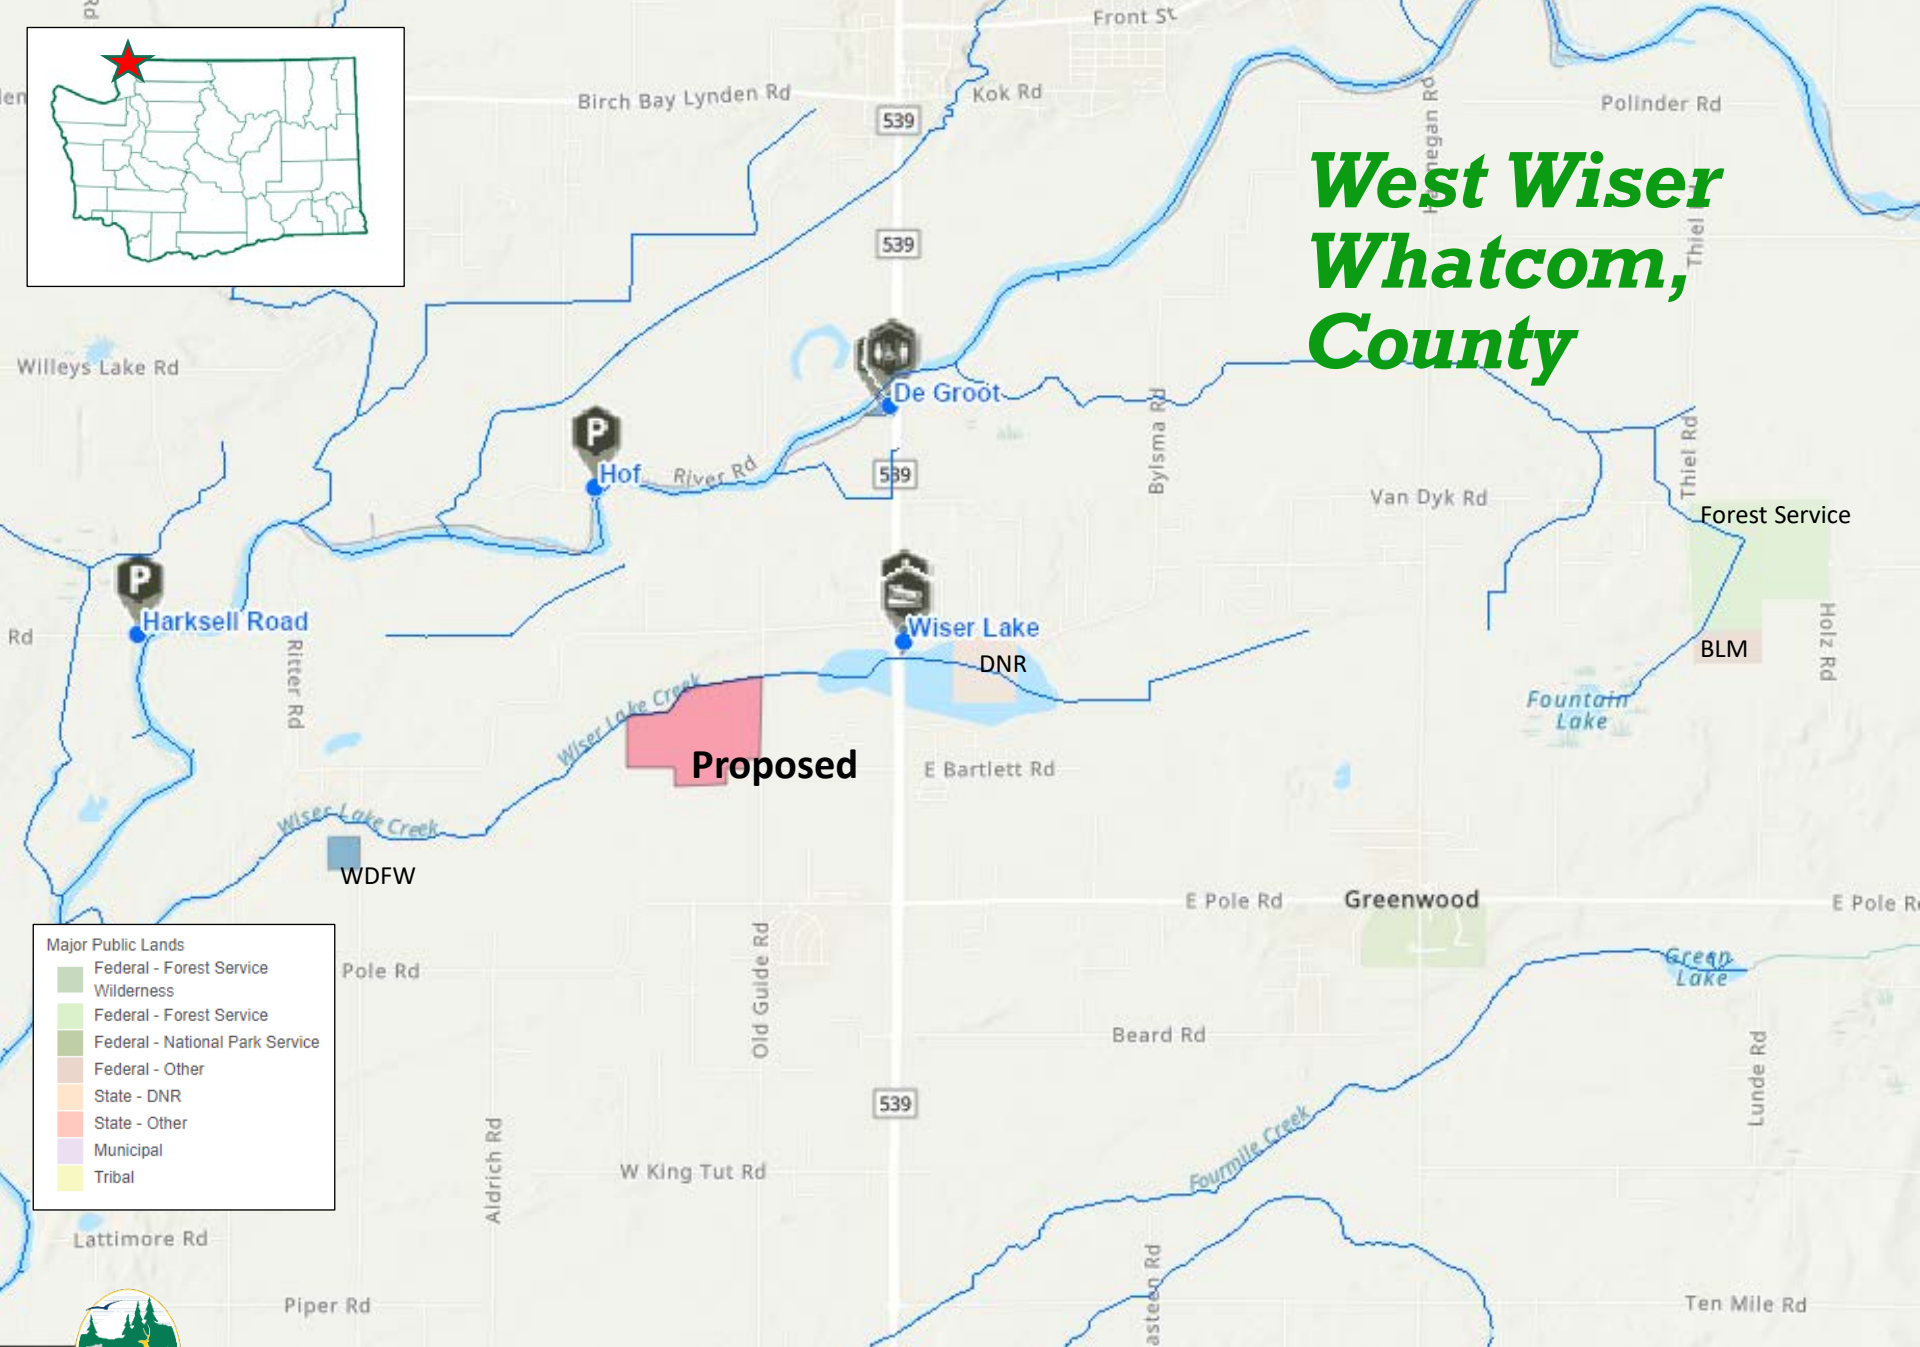 Front St
Birch Bay Lynden Rd
Kok Rd
539
Polinder Rd
West Wiser
Whatcom,
County
539
Thiel
Willeys Lake Rd
De Groot
Bylsma Rd
Hof
River Rd
539
Thiel Rd
Van Dyk Rd
Forest Service
P
P
Harksell Road
Rd
Ritter Rd
Wiser Lake
DNR
BLM
Holz Rd
Wiser Lake Creek
Fountain
Lake
Proposed
E Bartlett Rd
Wiser Lake Creek
WDFW
E Pole Rd
Greenwood
E Pole R
Major Public Lands
Federal - Forest Service
Wilderness
Federal - Forest Service
Federal - National Park Service
Federal - Other
State - DNR
State - Other
Municipal
Tribal
Pole Rd
Old Guide Rd
Green
Lake
Beard Rd
Lunde Rd
539
Aldrich Rd
W King Tut Rd
Fourmile Creek
Lattimore Rd
Piper Rd
asteen Rd
Ten Mile Rd